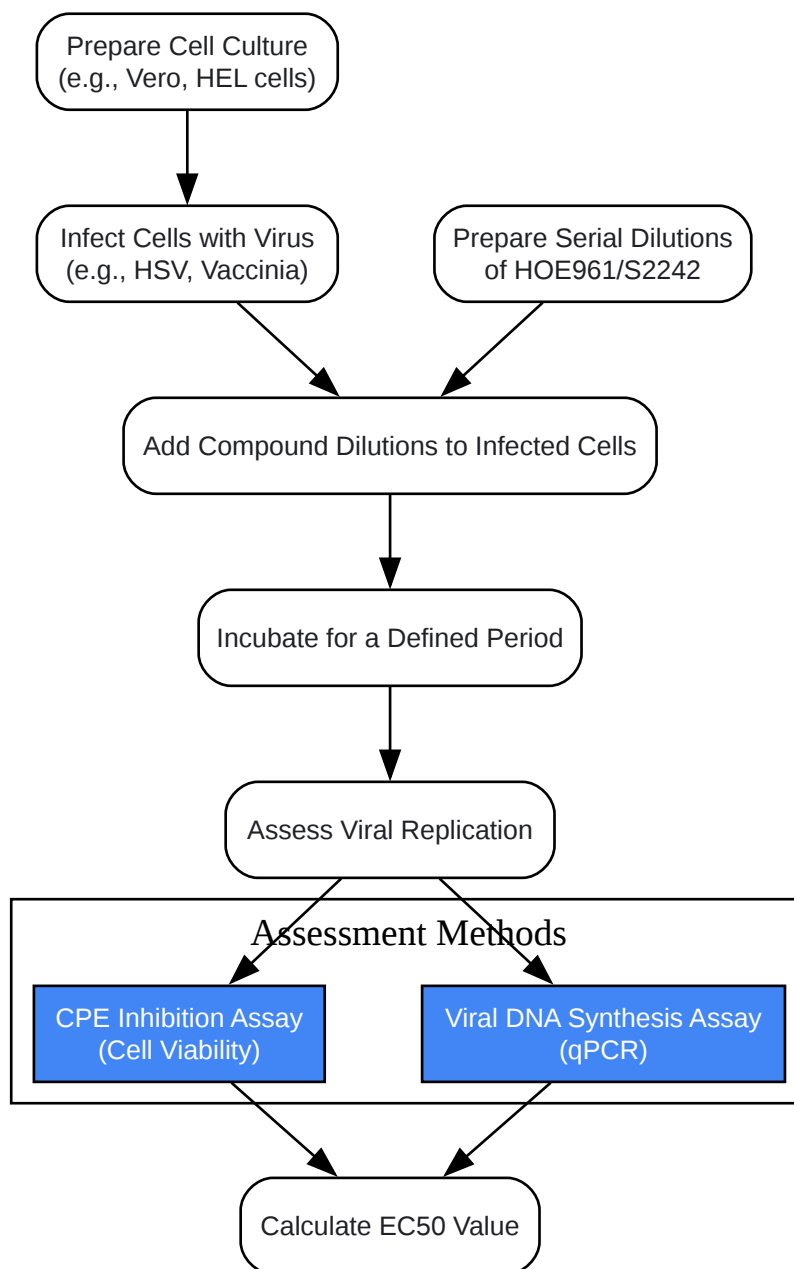 Prepare Cell Culture
(e.g., Vero, HEL cells)
Infect Cells with Virus
(e.g., HSV, Vaccinia)
Prepare Serial Dilutions
of HOE961/S2242
Add Compound Dilutions to Infected Cells
Incubate for a Defined Period
Assess Viral Replication
Assessment Methods
CPE Inhibition Assay
(Cell Viability)
Viral DNA Synthesis Assay
(qPCR)
Calculate EC50 Value